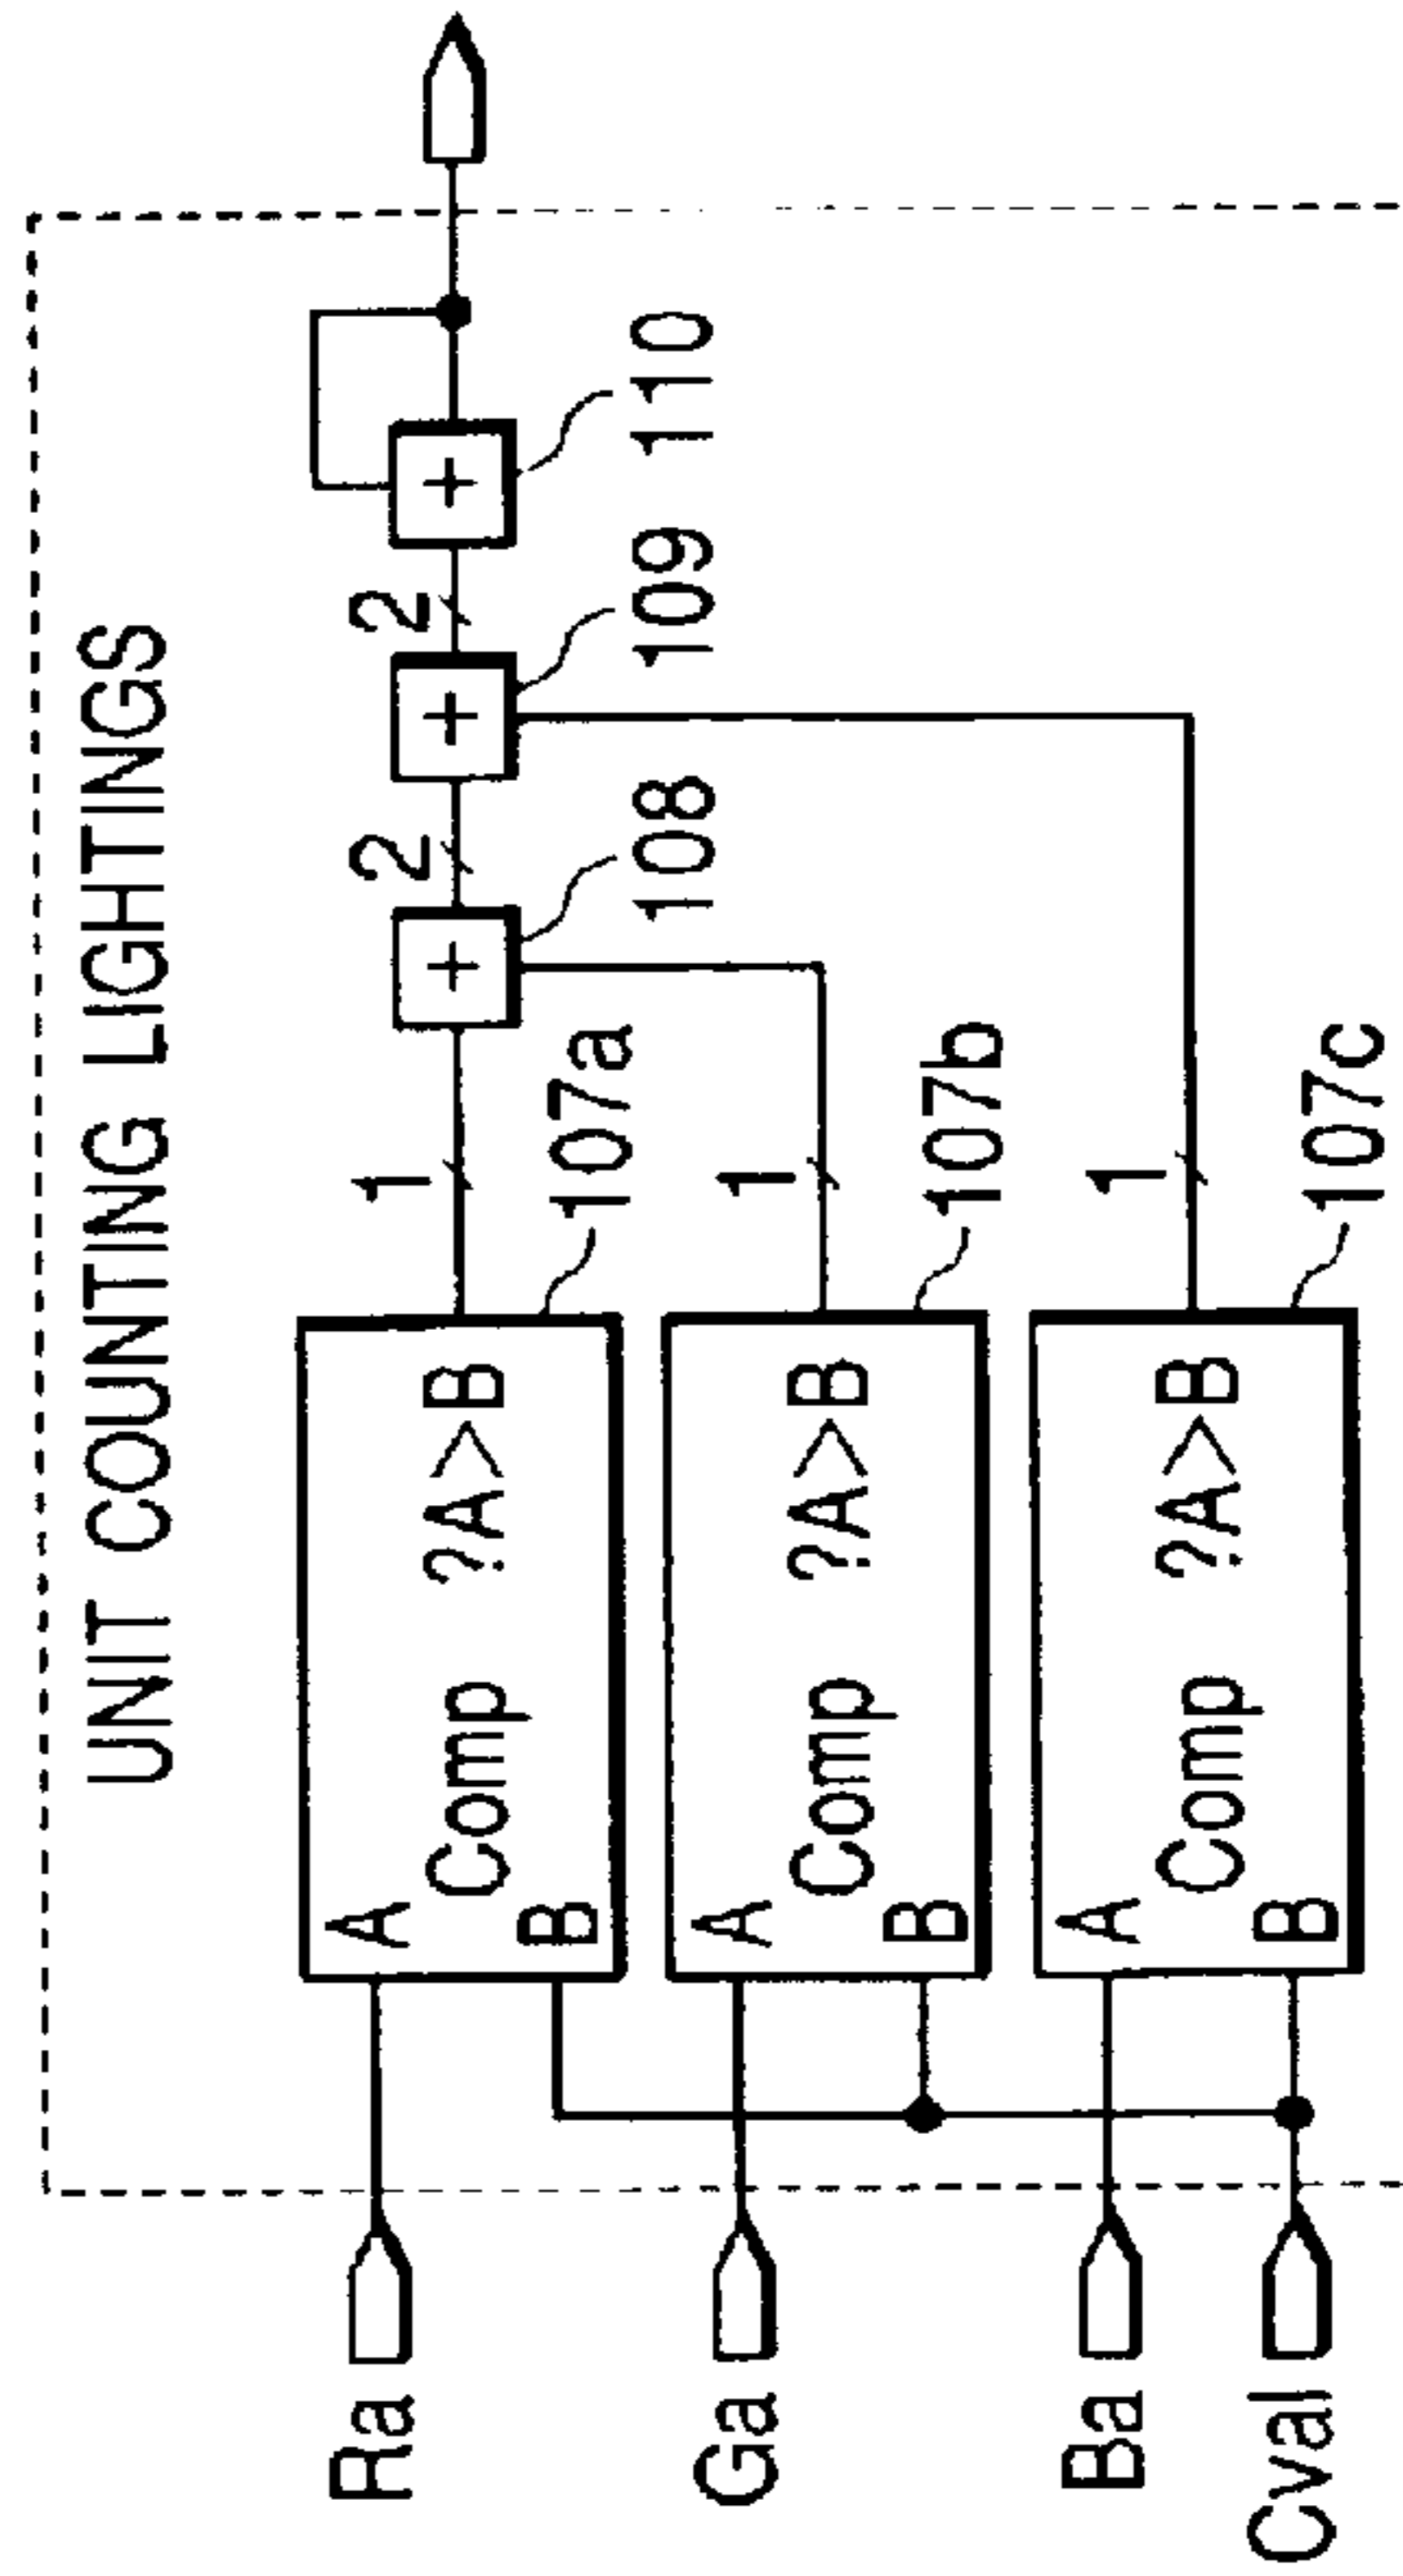 UNIT COUNTING LIGHTINGS
Ra
A
Comp ?A>B
B
107a
1
108
2
109
2
110
+
+
+
Ga
A
Comp ?A>B
B
107b
1
Ba
A
Comp ?A>B
B
107c
1
Cval